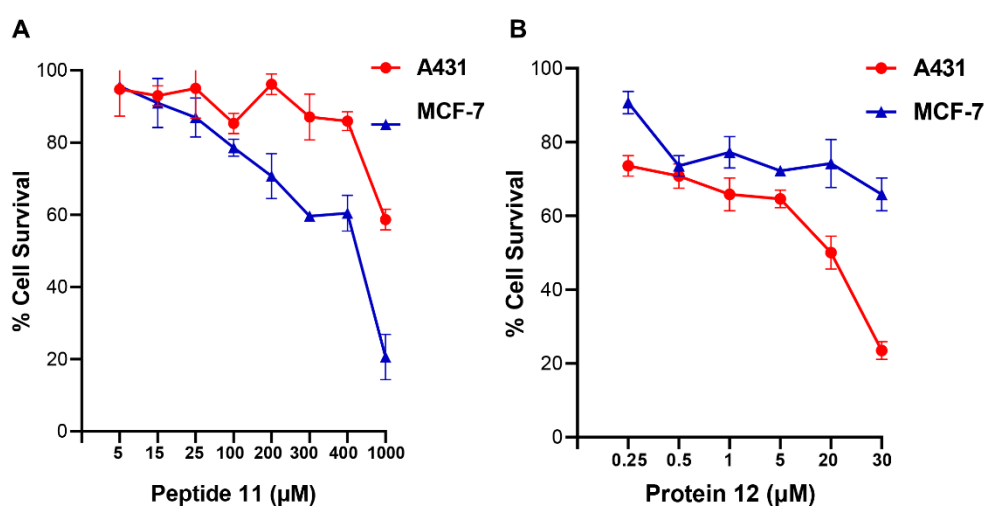 A
% Cell Survival
100
80
60
40
20
0
5 15 25 100 200 300 400 1000
Peptide 11 (µM)
A431
MCF-7
B
% Cell Survival
100
80
60
40
20
0
0.25 0.5 1 5 20 30
Protein 12 (µM)
A431
MCF-7